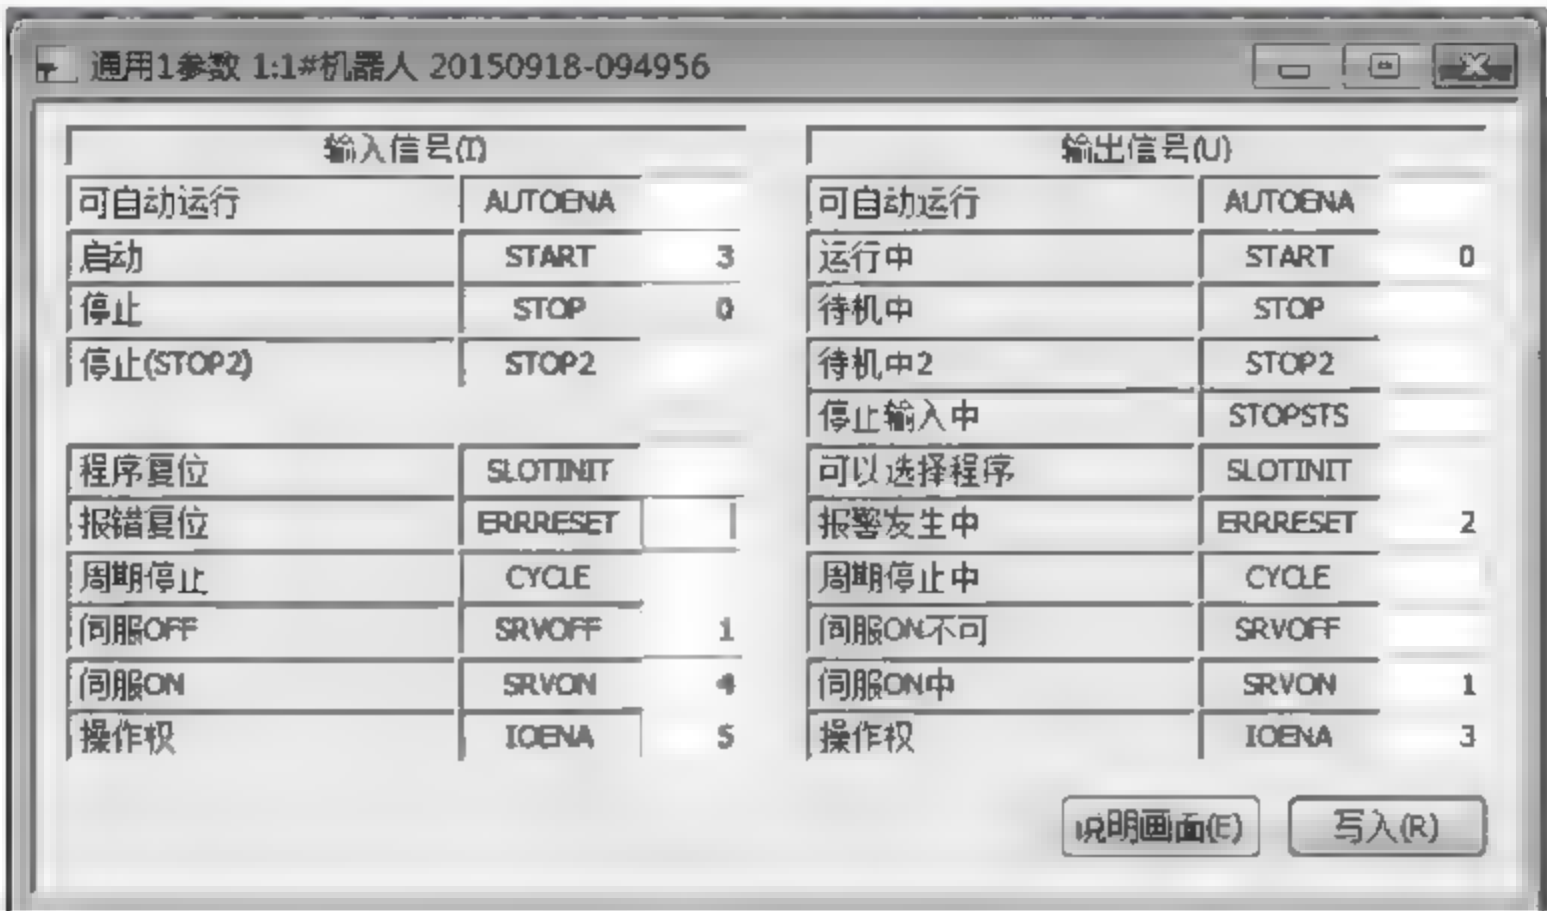 通用1参数 1:1#机器人 20150918-094956
输入信号(I) 输出信号(U)
可自动运行 AUTOENA 可自动运行 AUTOENA
启动 START 3 运行中 START 0
停止 STOP 0 待机中 STOP
停止(STOP2) STOP2 待机中2 STOP2
停止输入中 STOPSTS
程序复位 SLOTINIT 可以选择程序 SLOTINIT
报错复位 ERRRESET 报警发生中 ERRRESET 2
周期停止 CYCLE 周期停止中 CYCLE
伺服OFF SRVOFF 1 伺服ON不可 SRVOFF
伺服ON SRVON 4 伺服ON中 SRVON 1
操作权 IOENA 5 操作权 IOENA 3
说明画面(E) 写入(R)